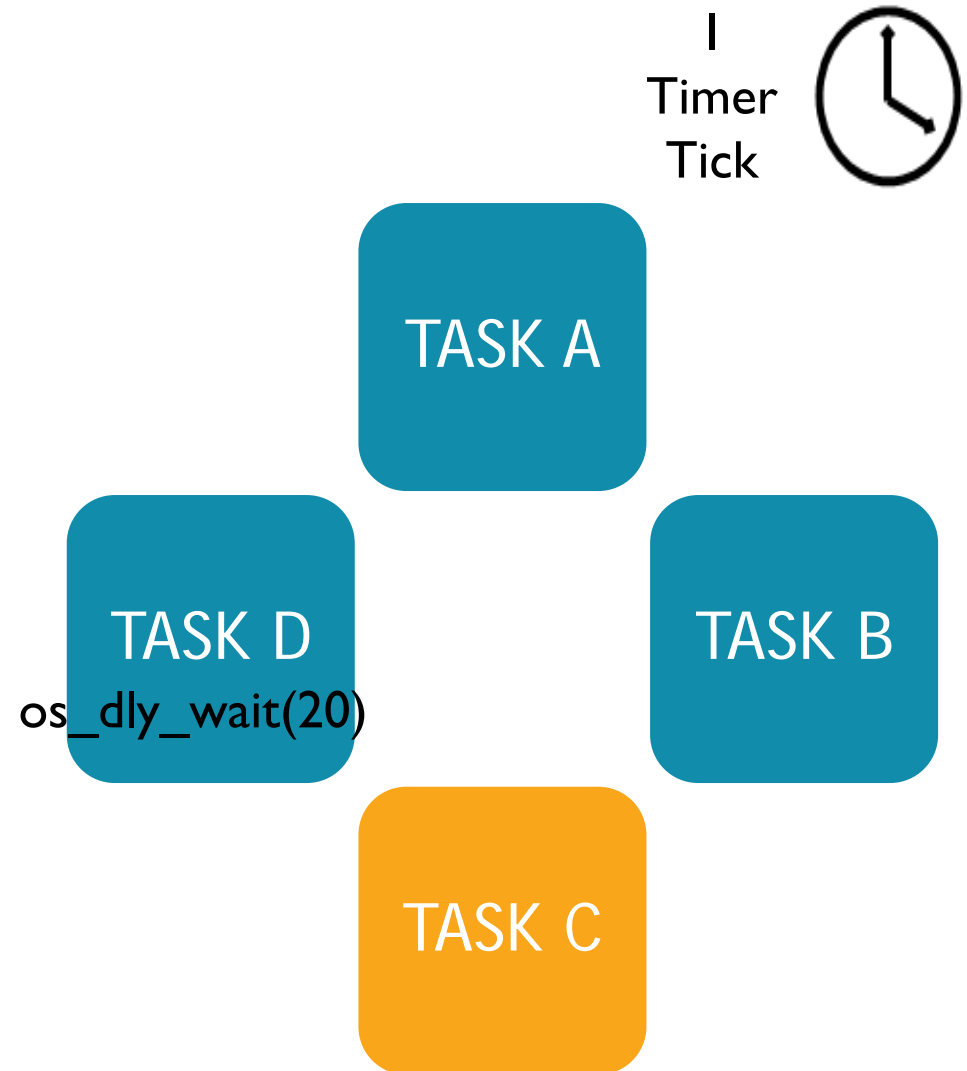 1
Timer
Tick
TASK A
TASK D
os_dly_wait(20)
TASK B
TASK C